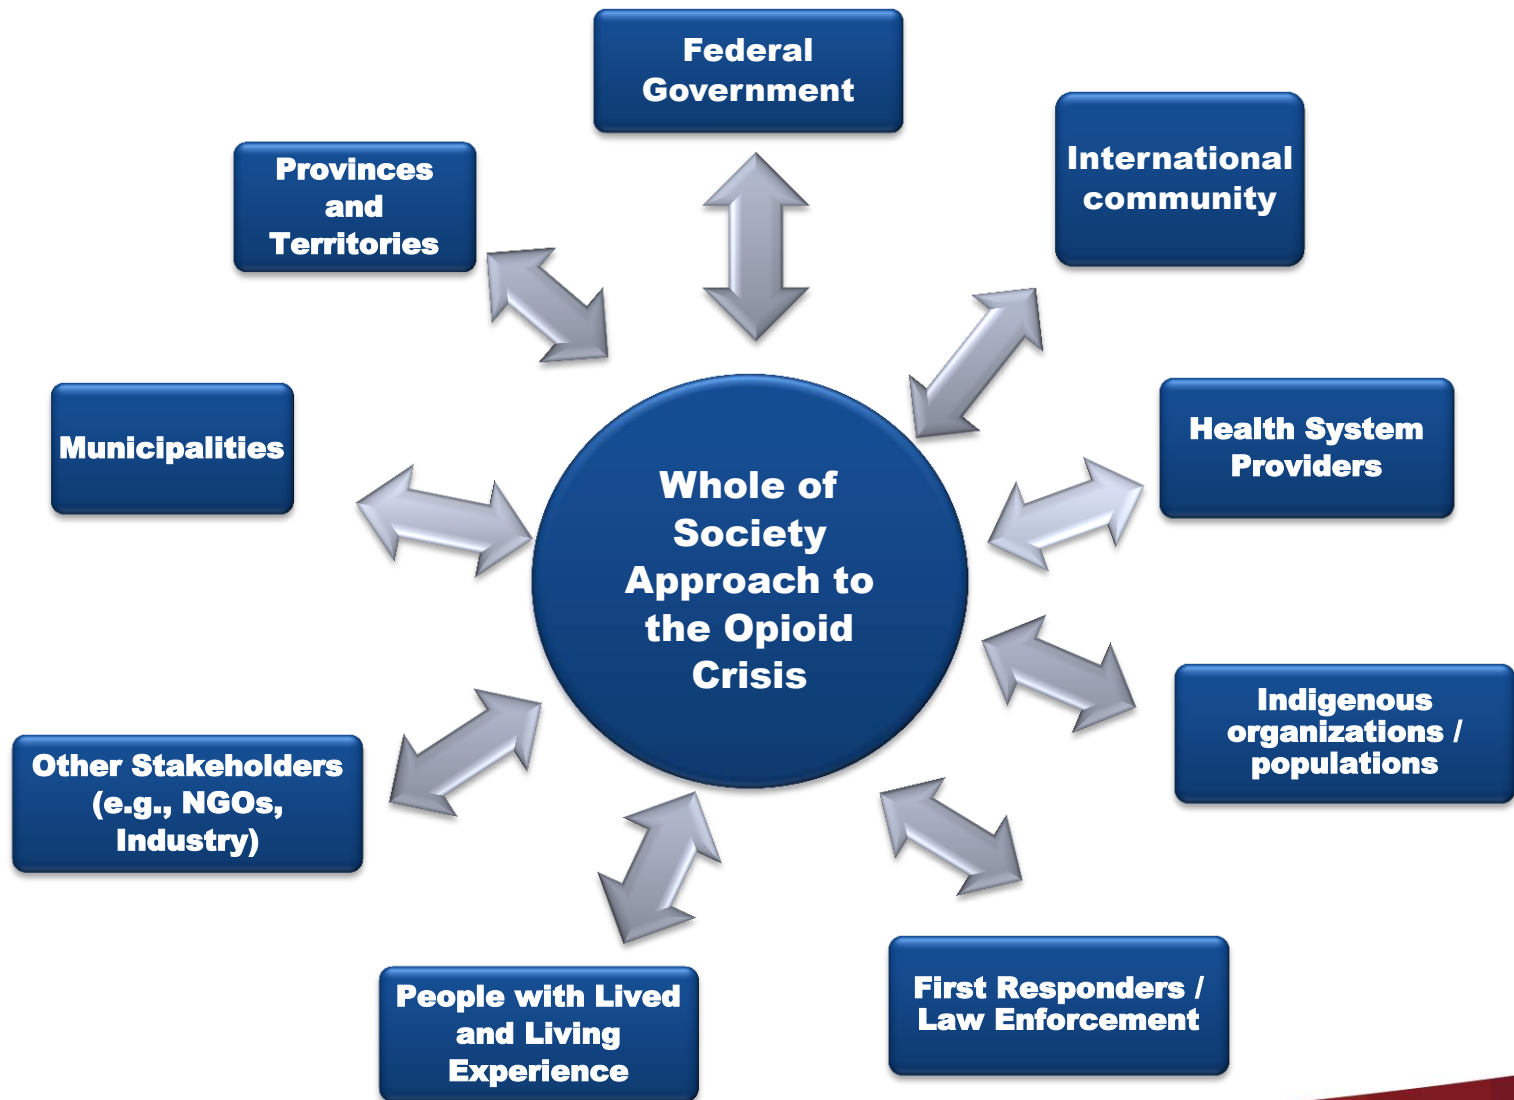 Federal
Government
International
community
Provinces
and
Territories
Municipalities
Health System
Providers
Whole of
Society
Approach to
the Opioid
Crisis
Indigenous
organizations /
populations
Other Stakeholders
(e.g., NGOs,
Industry)
First Responders /
Law Enforcement
People with Lived
and Living
Experience